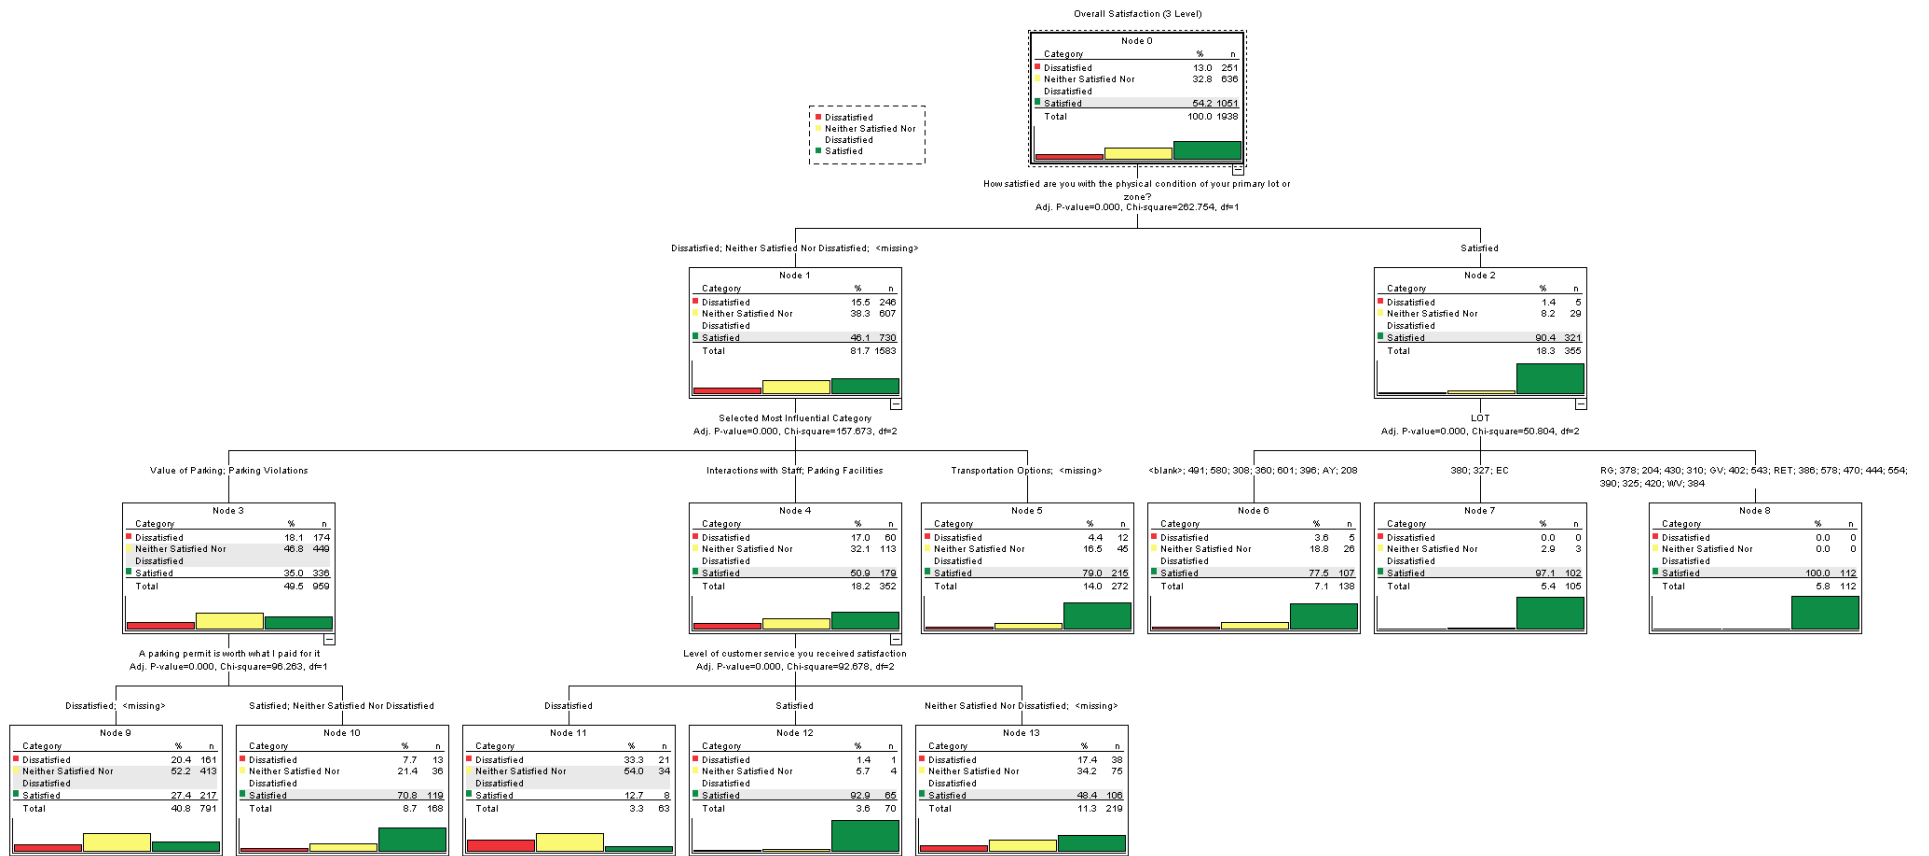 Overall Satisfaction (3 Level)
Node 0
Category % n
Dissatisfied 13.0 251
Neither Satisfied Nor 32.8 636
Dissatisfied
Satisfied 54.2 1051
Total 100.0 1938
Dissatisfied
Neither Satisfied Nor
Dissatisfied
Satisfied
How satisfied are you with the physical condition of your primary lot or
zone?
Adj. P-value=0.000, Chi-square=262.754, df=1
Dissatisfied; Neither Satisfied Nor Dissatisfied; <missing>
Satisfied
Node 1
Category % n
Dissatisfied 15.5 246
Neither Satisfied Nor 38.3 607
Dissatisfied
Satisfied 46.1 730
Total 81.7 1583
Node 2
Category % n
Dissatisfied 1.4 5
Neither Satisfied Nor 8.2 29
Dissatisfied
Satisfied 90.4 321
Total 18.3 355
Selected Most Influential Category
Adj. P-value=0.000, Chi-square=157.673, df=2
LOT
Adj. P-value=0.000, Chi-square=50.804, df=2
Value of Parking; Parking Violations
Interactions with Staff; Parking Facilities
Transportation Options; <missing>
<blank>; 491; 580; 308; 360; 601; 396; AY; 208
380; 327; EC
RG; 378; 204; 430; 310; GV; 402; 543; RET; 386; 578; 470; 444; 554;
390; 325; 420; WV; 384
Node 3
Category % n
Dissatisfied 18.1 174
Neither Satisfied Nor 46.8 449
Dissatisfied
Satisfied 35.0 336
Total 49.5 959
Node 4
Category % n
Dissatisfied 17.0 60
Neither Satisfied Nor 32.1 113
Dissatisfied
Satisfied 50.9 179
Total 18.2 352
Node 5
Category % n
Dissatisfied 4.4 12
Neither Satisfied Nor 16.5 45
Dissatisfied
Satisfied 79.0 215
Total 14.0 272
Node 6
Category % n
Dissatisfied 3.6 5
Neither Satisfied Nor 18.8 26
Dissatisfied
Satisfied 77.5 107
Total 7.1 138
Node 7
Category % n
Dissatisfied 0.0 0
Neither Satisfied Nor 2.9 3
Dissatisfied
Satisfied 97.1 102
Total 5.4 105
Node 8
Category % n
Dissatisfied 0.0 0
Neither Satisfied Nor 0.0 0
Dissatisfied
Satisfied 100.0 112
Total 5.8 112
A parking permit is worth what I paid for it
Adj. P-value=0.000, Chi-square=96.263, df=1
Level of customer service you received satisfaction
Adj. P-value=0.000, Chi-square=92.678, df=2
Dissatisfied; <missing>
Satisfied; Neither Satisfied Nor Dissatisfied
Dissatisfied
Satisfied
Neither Satisfied Nor Dissatisfied; <missing>
Node 9
Category % n
Dissatisfied 20.4 161
Neither Satisfied Nor 52.2 413
Dissatisfied
Satisfied 27.4 217
Total 40.8 791
Node 10
Category % n
Dissatisfied 7.7 13
Neither Satisfied Nor 21.4 36
Dissatisfied
Satisfied 70.8 119
Total 8.7 168
Node 11
Category % n
Dissatisfied 33.3 21
Neither Satisfied Nor 54.0 34
Dissatisfied
Satisfied 12.7 8
Total 3.3 63
Node 12
Category % n
Dissatisfied 1.4 1
Neither Satisfied Nor 5.7 4
Dissatisfied
Satisfied 92.9 65
Total 3.6 70
Node 13
Category % n
Dissatisfied 17.4 38
Neither Satisfied Nor 34.2 75
Dissatisfied
Satisfied 48.4 106
Total 11.3 219